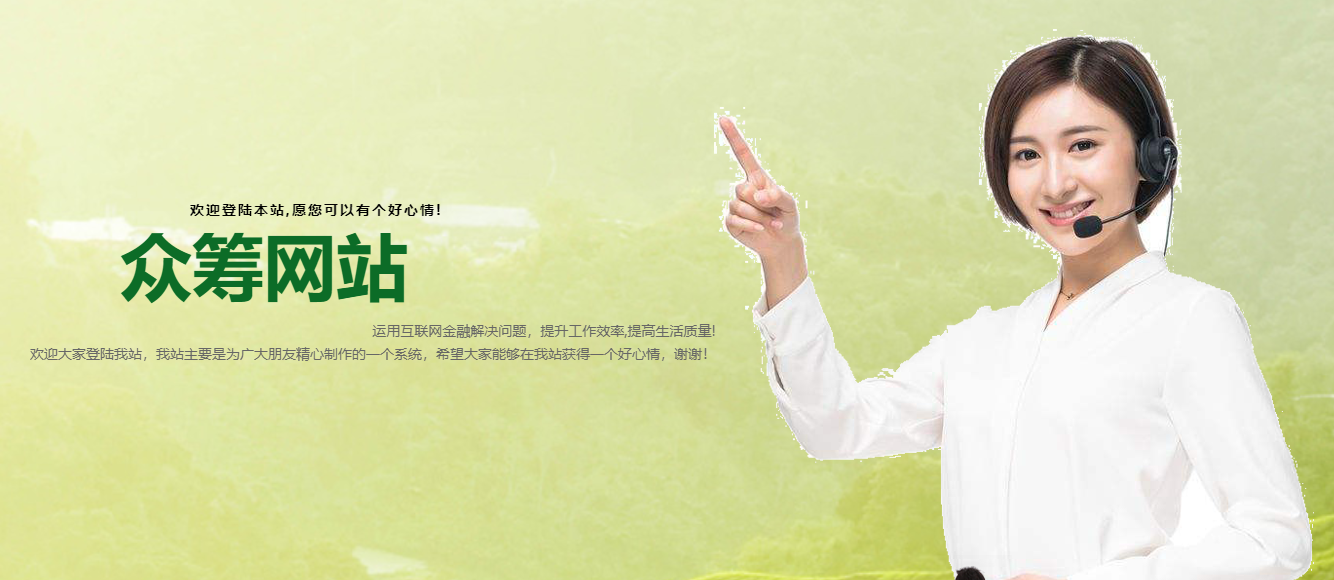 欢迎登陆本站,愿您可以有个好心情!
众筹网站
运用互联网金融解决问题，提升工作效率,提高生活质量!
欢迎大家登陆我站，我站主要是为广大朋友精心制作的一个系统，希望大家能够在我站获得一个好心情，谢谢！